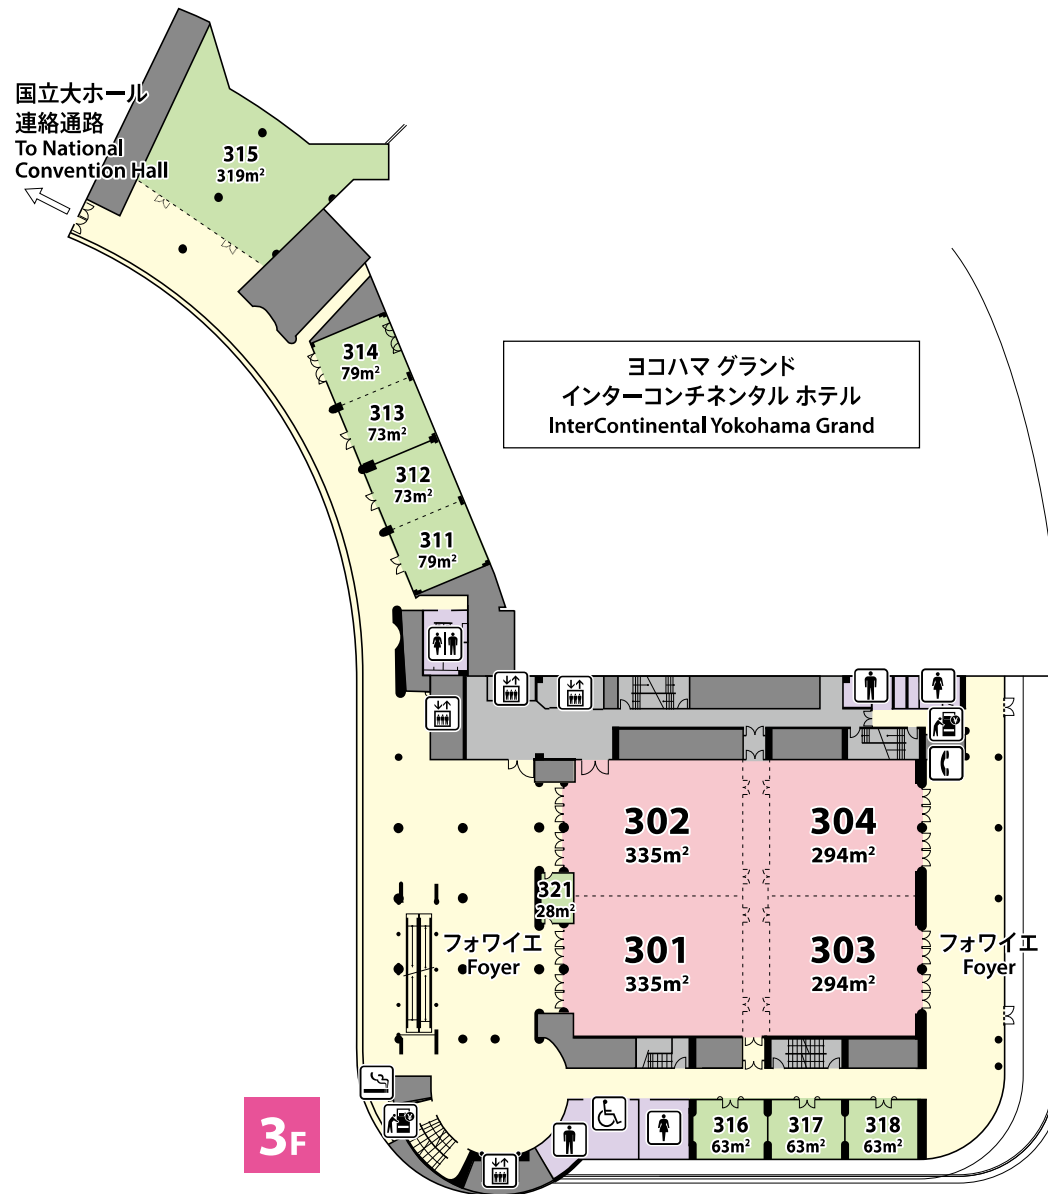 国立大ホール
連絡通路
To National
Convention Hall
315
319m²
314
79m²
313
73m²
312
73m²
311
79m²
ヨコハマ グランド
インターコンチネンタル ホテル
InterContinental Yokohama Grand
302
335m²
304
294m²
321
28m²
301
335m²
303
294m²
フォワイエ
Foyer
フォワイエ
Foyer
316
63m²
317
63m²
318
63m²
3F